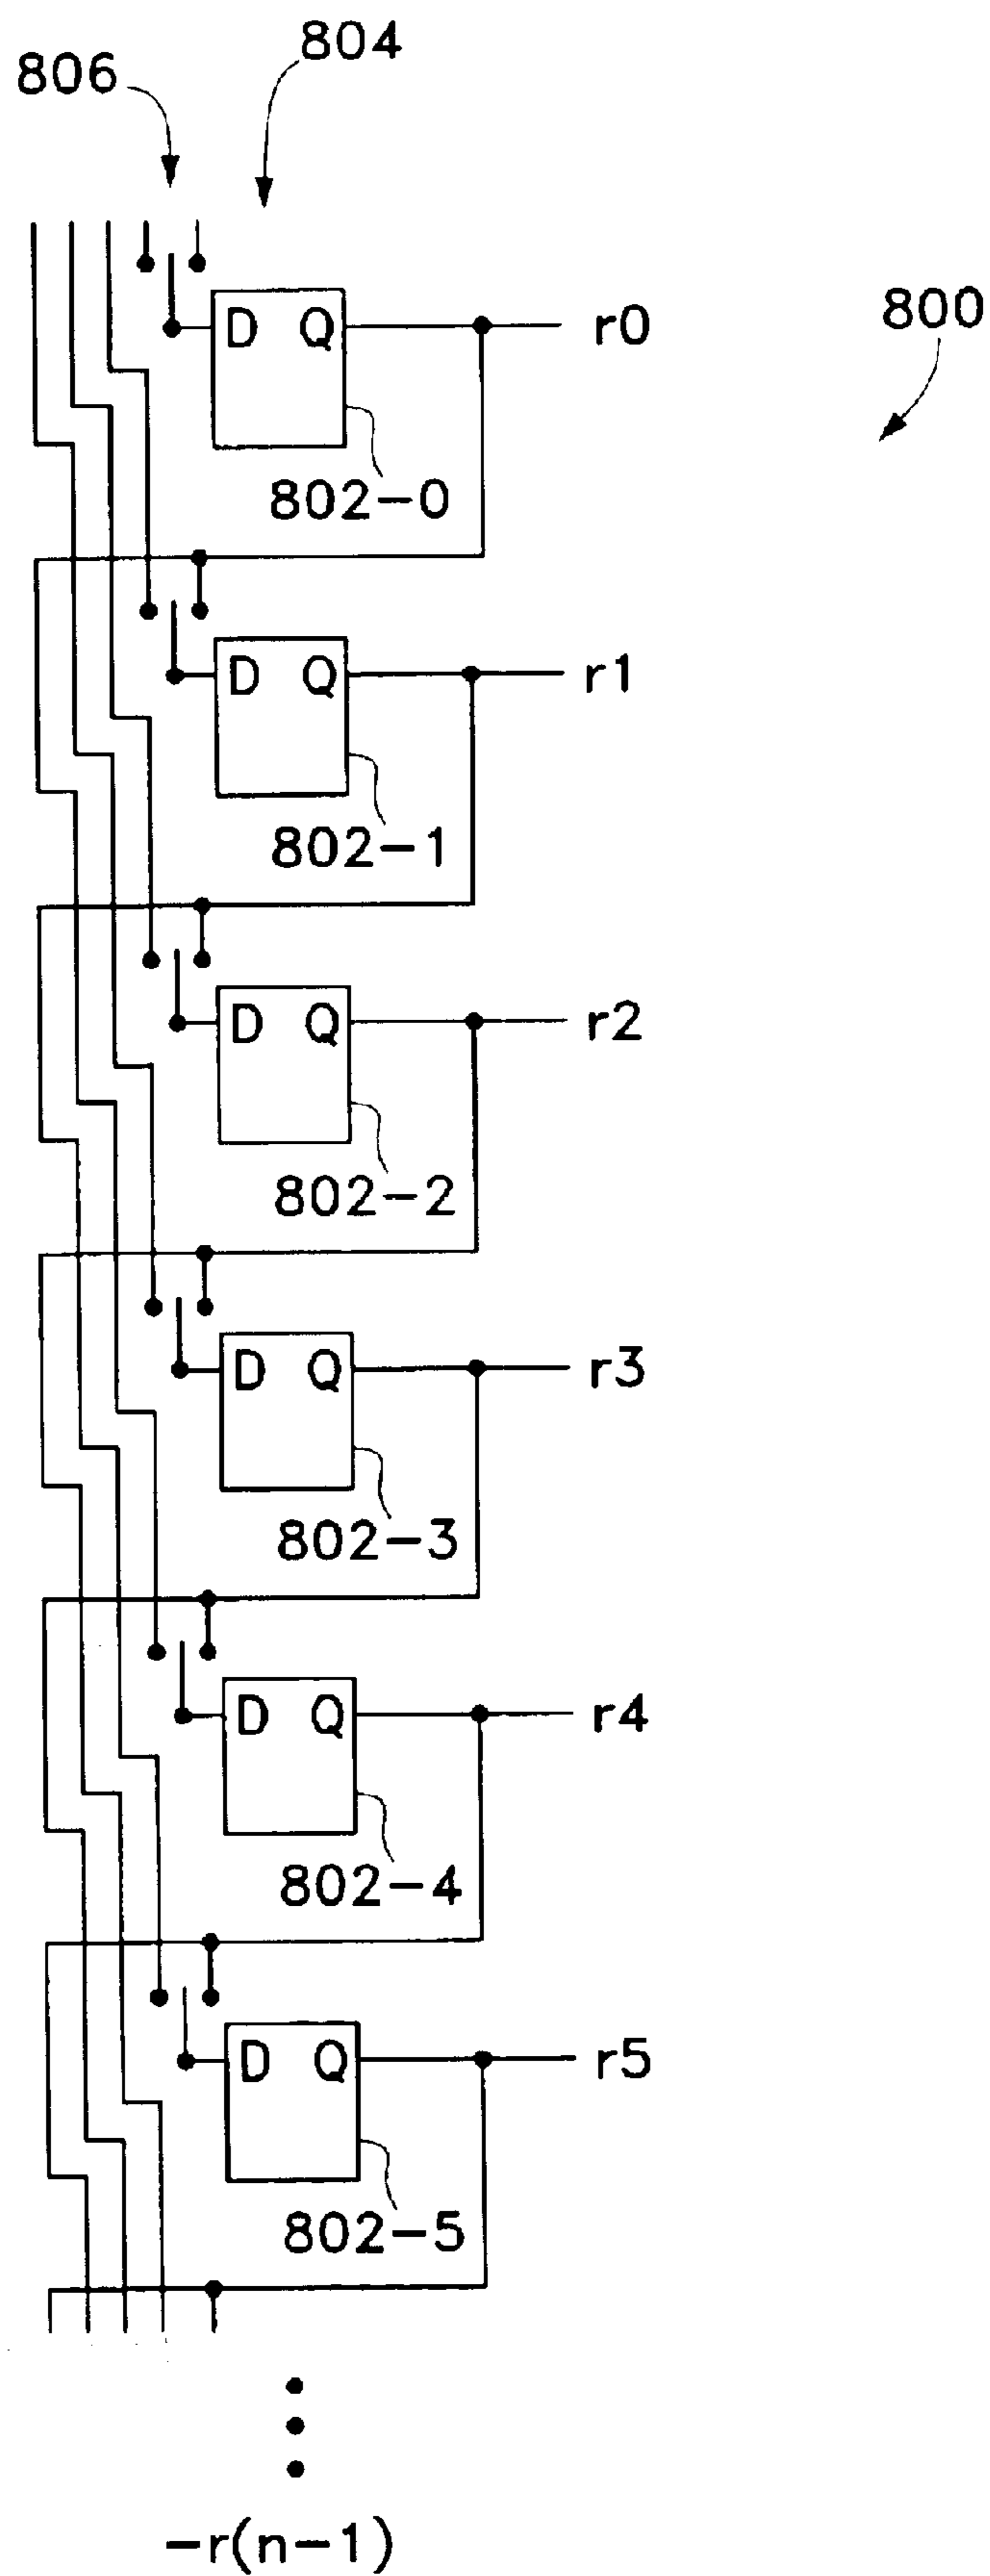 804
806
800
D Q r0
802-0
D Q r1
802-1
D Q r2
802-2
D Q r3
802-3
D Q r4
802-4
D Q r5
802-5
-r(n-1)